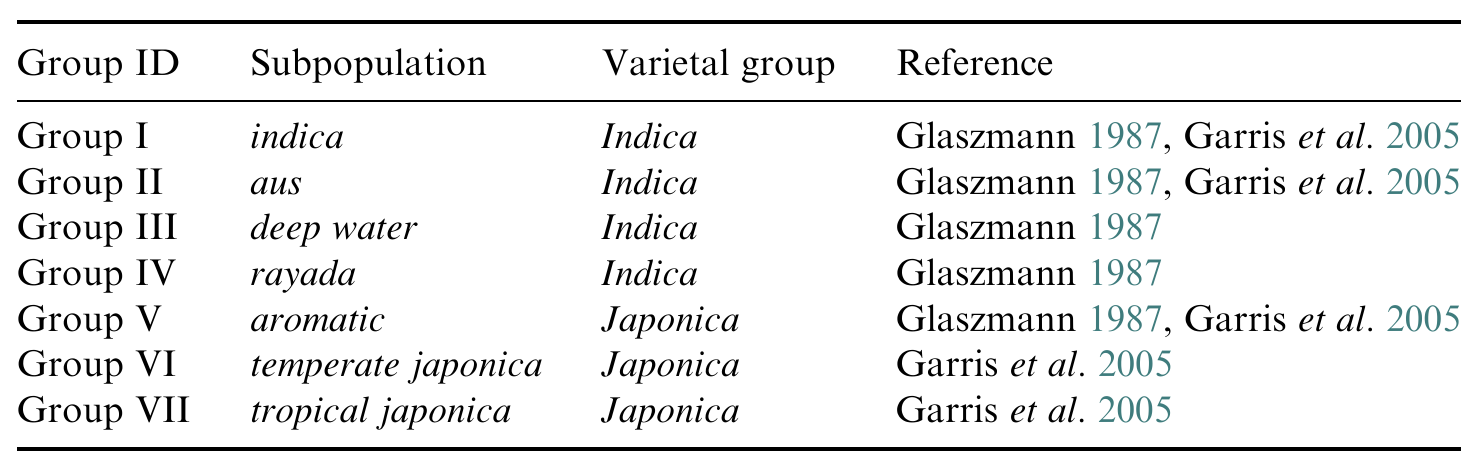 Group ID Subpopulation Varietal group Reference
Group I indica Indica Glaszmann 1987, Garris et al. 2005
Group II aus Indica Glaszmann 1987, Garris et al. 2005
Group III deep water Indica Glaszmann 1987
Group IV rayada Indica Glaszmann 1987
Group V aromatic Japonica Glaszmann 1987, Garris et al. 2005
Group VI temperate japonica Japonica Garris et al. 2005
Group VII tropical japonica Japonica Garris et al. 2005